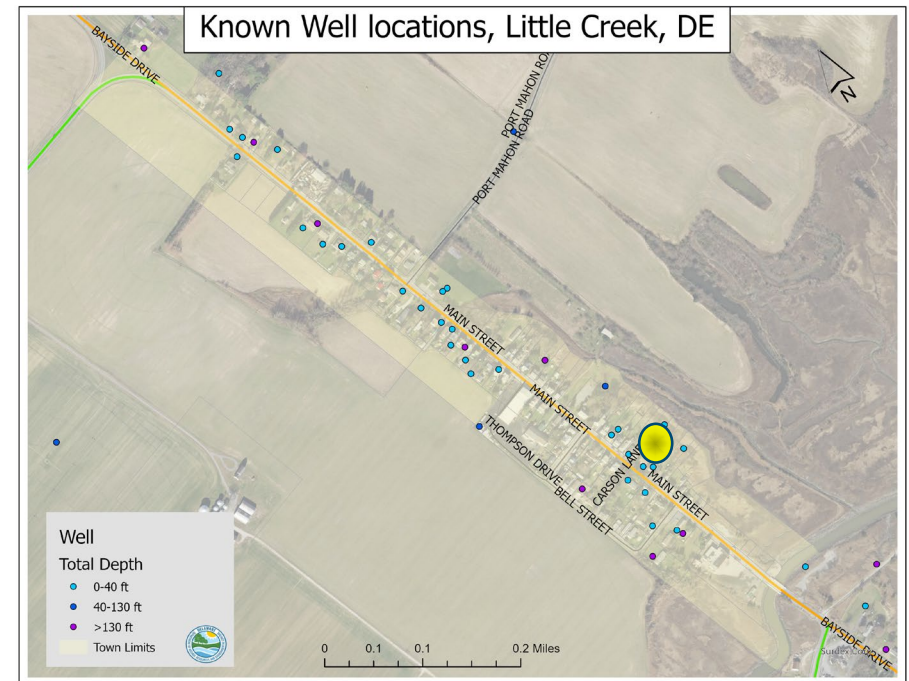 Known Well locations, Little Creek, DE
BAYSIDE DRIVE
N
PORT MAHON ROAD
PORT MAHON ROAD
MAIN STREET
MAIN STREET
THOMPSON DRIVE
CARSON LANE
MAIN STREET
BELL STREET
BAYSIDE DRIVE
Well
Total Depth
0-40 ft
40-130 ft
>130 ft
Town Limits
0 0.1 0.1 0.2 Miles